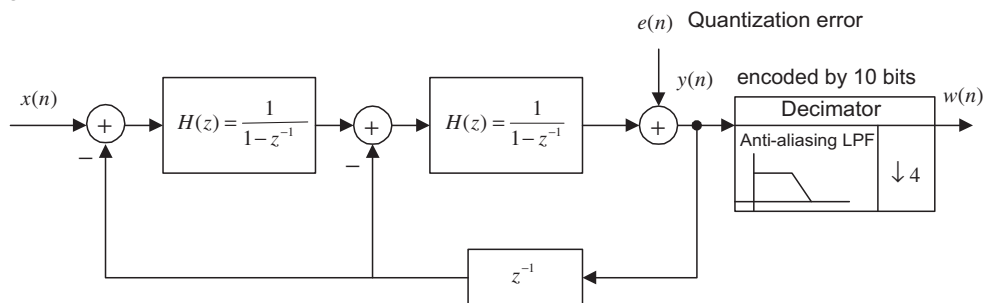 e(n) Quantization error
x(n)
y(n)
encoded by 10 bits
w(n)
+
H(z) = 1/(1 − z⁻¹)
+
H(z) = 1/(1 − z⁻¹)
+
Decimator
Anti-aliasing LPF
↓ 4
−
−
z⁻¹